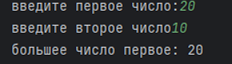 введите первое число:20
введите второе число10
большее число первое: 20